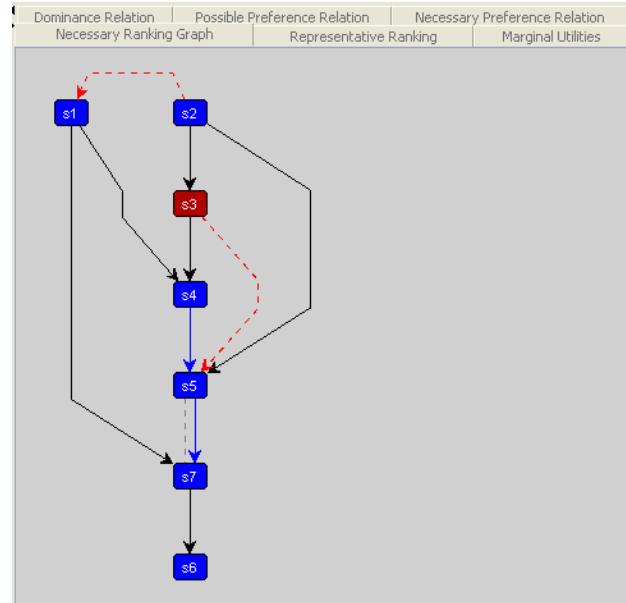 Dominance Relation Possible Preference Relation Necessary Preference Relation
Necessary Ranking Graph Representative Ranking Marginal Utilities
s1 s2
s3
s4
s5
s7
s6